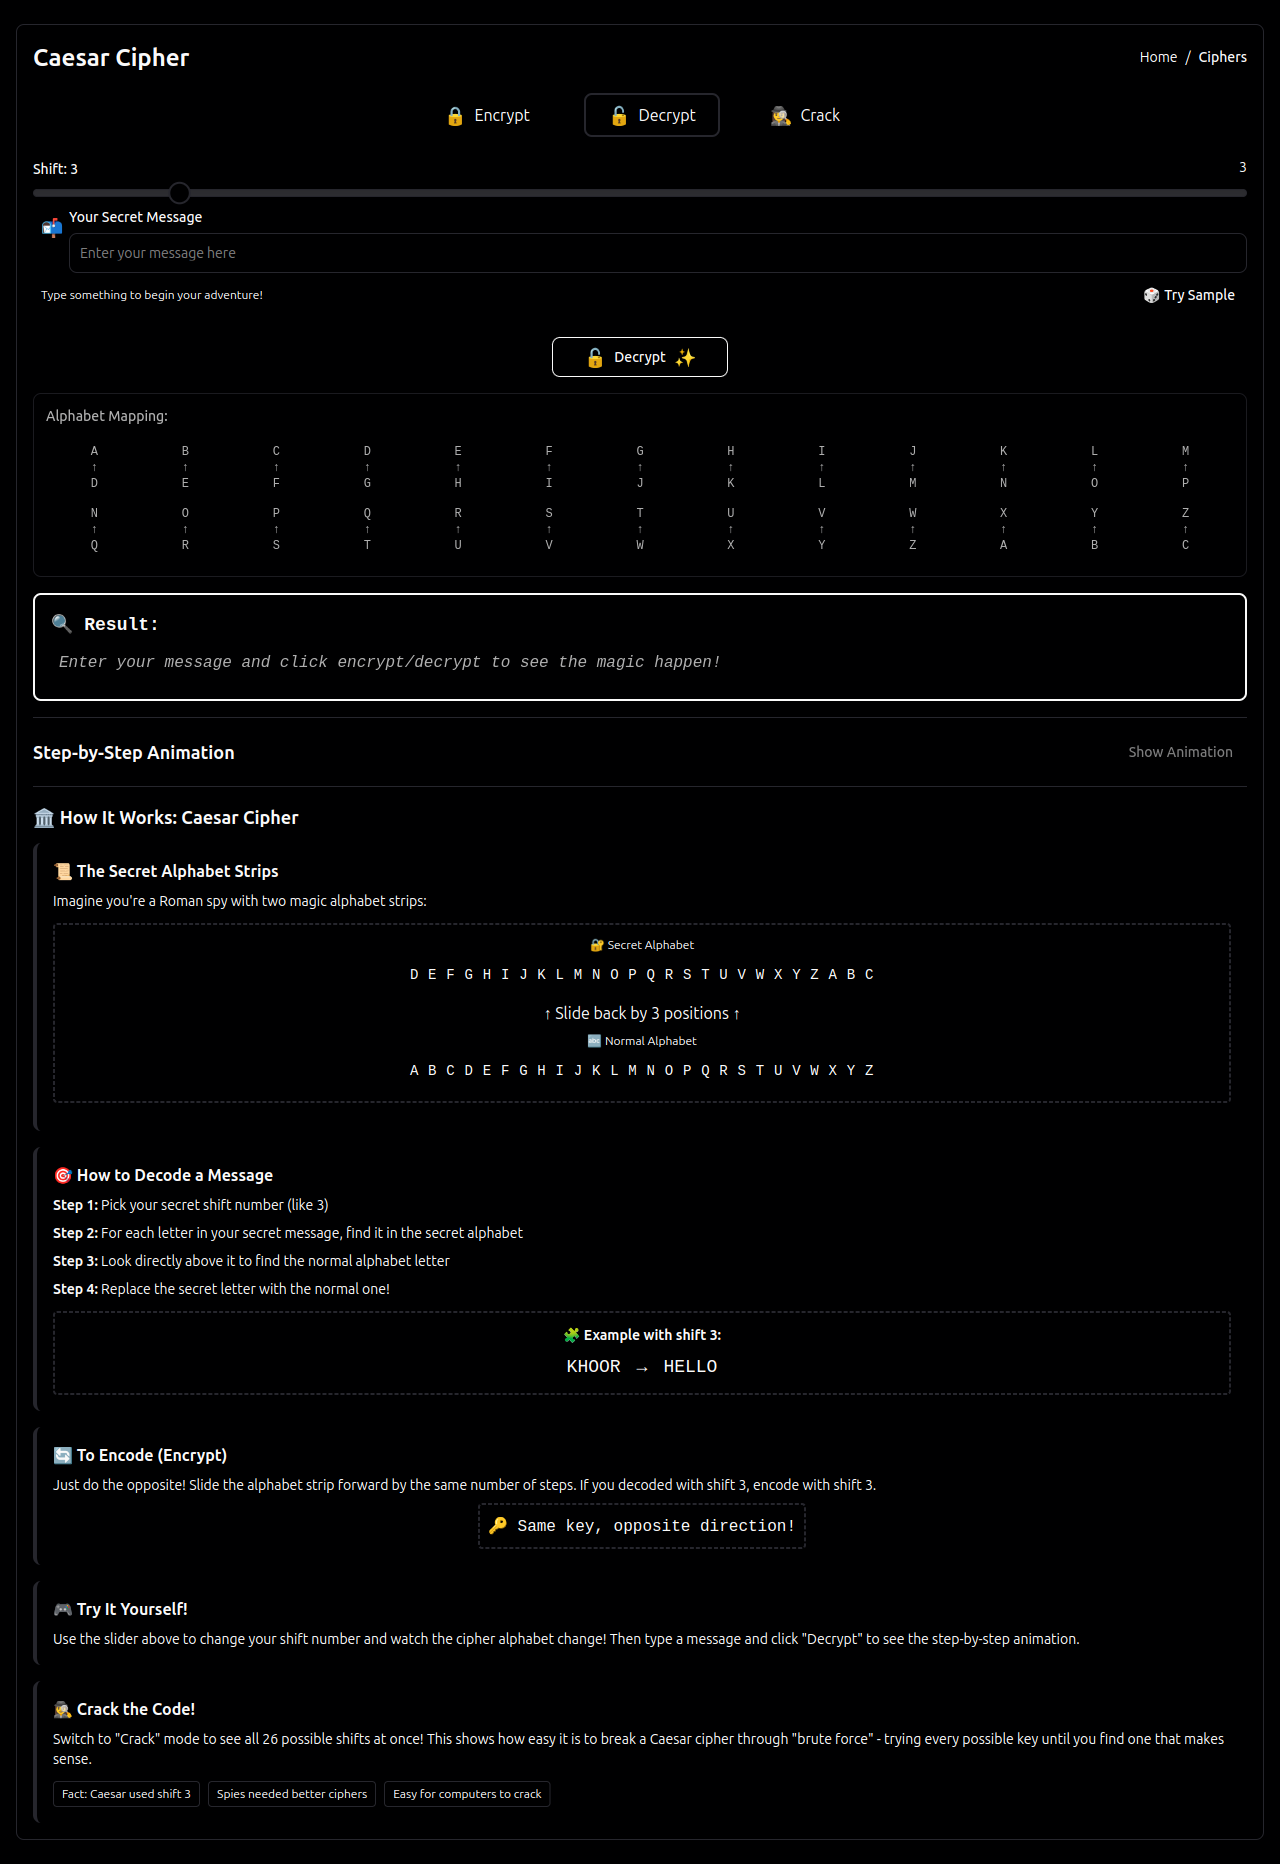 Caesar Cipher
Home / Ciphers
🔒 Encrypt
🔓 Decrypt
🕵️ Crack
Shift: 3
3
📬 Your Secret Message
Enter your message here
Type something to begin your adventure!
🎲 Try Sample
🔓 Decrypt ✨
Alphabet Mapping:
A B C D E F G H I J K L M
↑ ↑ ↑ ↑ ↑ ↑ ↑ ↑ ↑ ↑ ↑ ↑ ↑
D E F G H I J K L M N O P
N O P Q R S T U V W X Y Z
↑ ↑ ↑ ↑ ↑ ↑ ↑ ↑ ↑ ↑ ↑ ↑ ↑
Q R S T U V W X Y Z A B C
🔍 Result:
Enter your message and click encrypt/decrypt to see the magic happen!
Step-by-Step Animation
Show Animation
🏛️ How It Works: Caesar Cipher
📜 The Secret Alphabet Strips
Imagine you're a Roman spy with two magic alphabet strips:
🔐 Secret Alphabet
D E F G H I J K L M N O P Q R S T U V W X Y Z A B C
↑ Slide back by 3 positions ↑
🔤 Normal Alphabet
A B C D E F G H I J K L M N O P Q R S T U V W X Y Z
🎯 How to Decode a Message
Step 1: Pick your secret shift number (like 3)
Step 2: For each letter in your secret message, find it in the secret alphabet
Step 3: Look directly above it to find the normal alphabet letter
Step 4: Replace the secret letter with the normal one!
🧩 Example with shift 3:
KHOOR → HELLO
🔄 To Encode (Encrypt)
Just do the opposite! Slide the alphabet strip forward by the same number of steps. If you decoded with shift 3, encode with shift 3.
🔑 Same key, opposite direction!
🎮 Try It Yourself!
Use the slider above to change your shift number and watch the cipher alphabet change! Then type a message and click "Decrypt" to see the step-by-step animation.
🕵️ Crack the Code!
Switch to "Crack" mode to see all 26 possible shifts at once! This shows how easy it is to break a Caesar cipher through "brute force" - trying every possible key until you find one that makes
sense.
Fact: Caesar used shift 3
Spies needed better ciphers
Easy for computers to crack